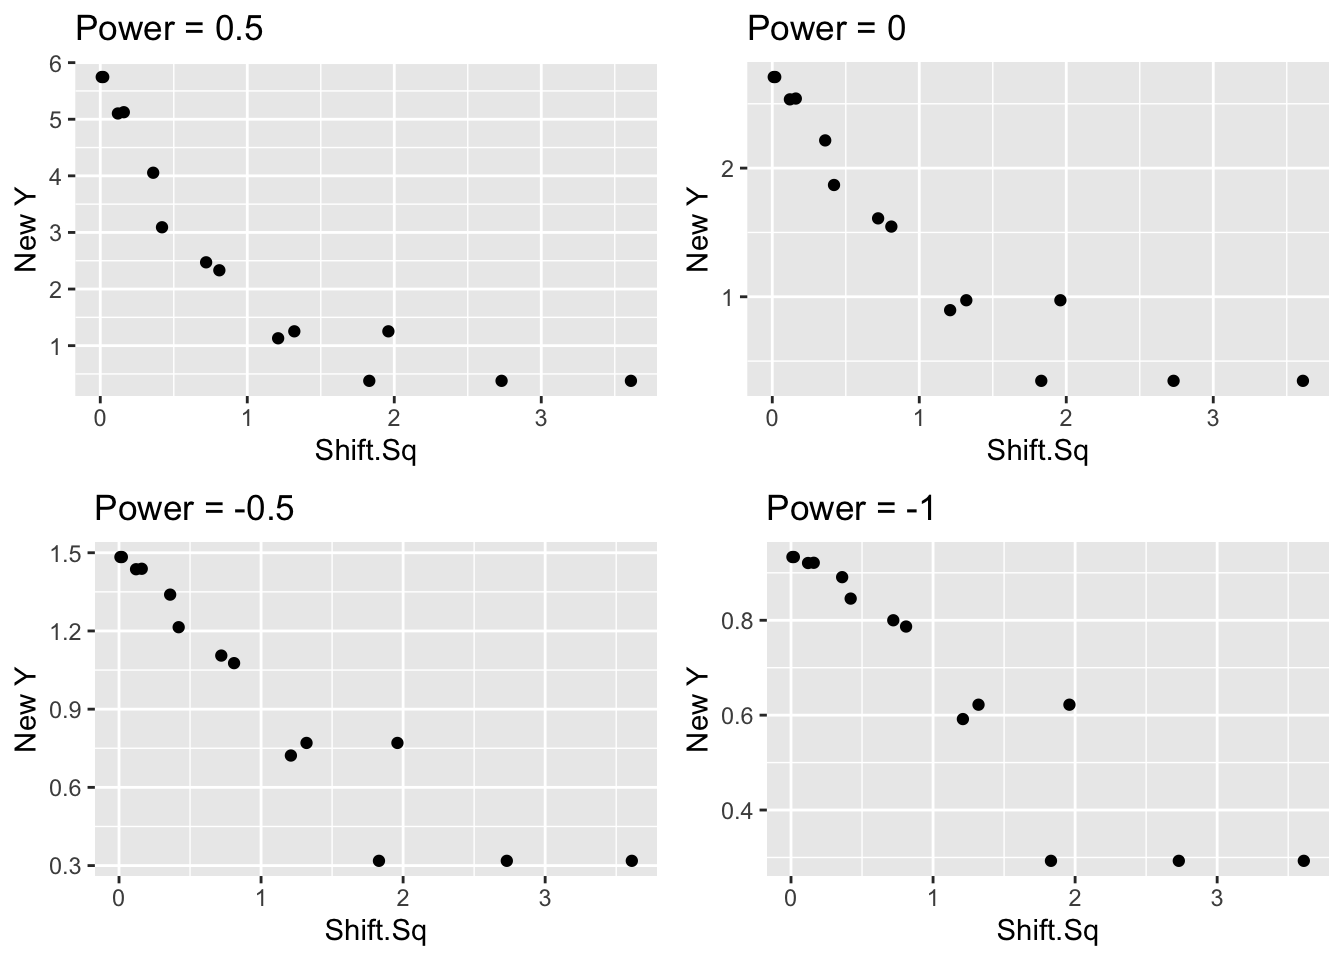 Power = 0.5
6
5
4
3
2
1
New Y
0 1 2 3
Shift.Sq
Power = 0
2
1
New Y
0 1 2 3
Shift.Sq
Power = -0.5
1.5
1.2
0.9
0.6
0.3
New Y
0 1 2 3
Shift.Sq
Power = -1
0.8
0.6
0.4
New Y
0 1 2 3
Shift.Sq